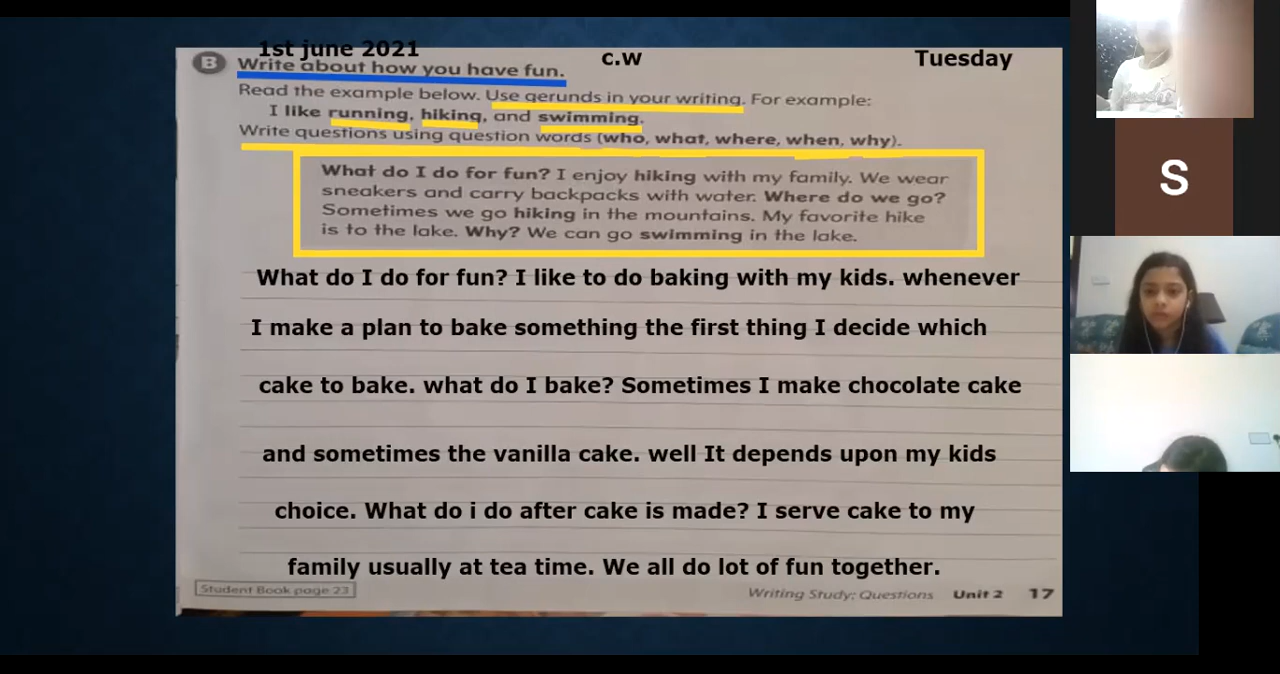 1st june 2021 c.w Tuesday
B Write about how you have fun.
Read the example below. Use gerunds in your writing. For example:
I like running, hiking, and swimming.
Write questions using question words (who, what, where, when, why).
What do I do for fun? I enjoy hiking with my family. We wear
sneakers and carry backpacks with water. Where do we go?
Sometimes we go hiking in the mountains. My favorite hike
is to the lake. Why? We can go swimming in the lake.
What do I do for fun? I like to do baking with my kids. whenever
I make a plan to bake something the first thing I decide which
cake to bake. what do I bake? Sometimes I make chocolate cake
and sometimes the vanilla cake. well It depends upon my kids
choice. What do i do after cake is made? I serve cake to my
family usually at tea time. We all do lot of fun together.
Student Book page 23 Writing Study: Questions Unit 2 17
S